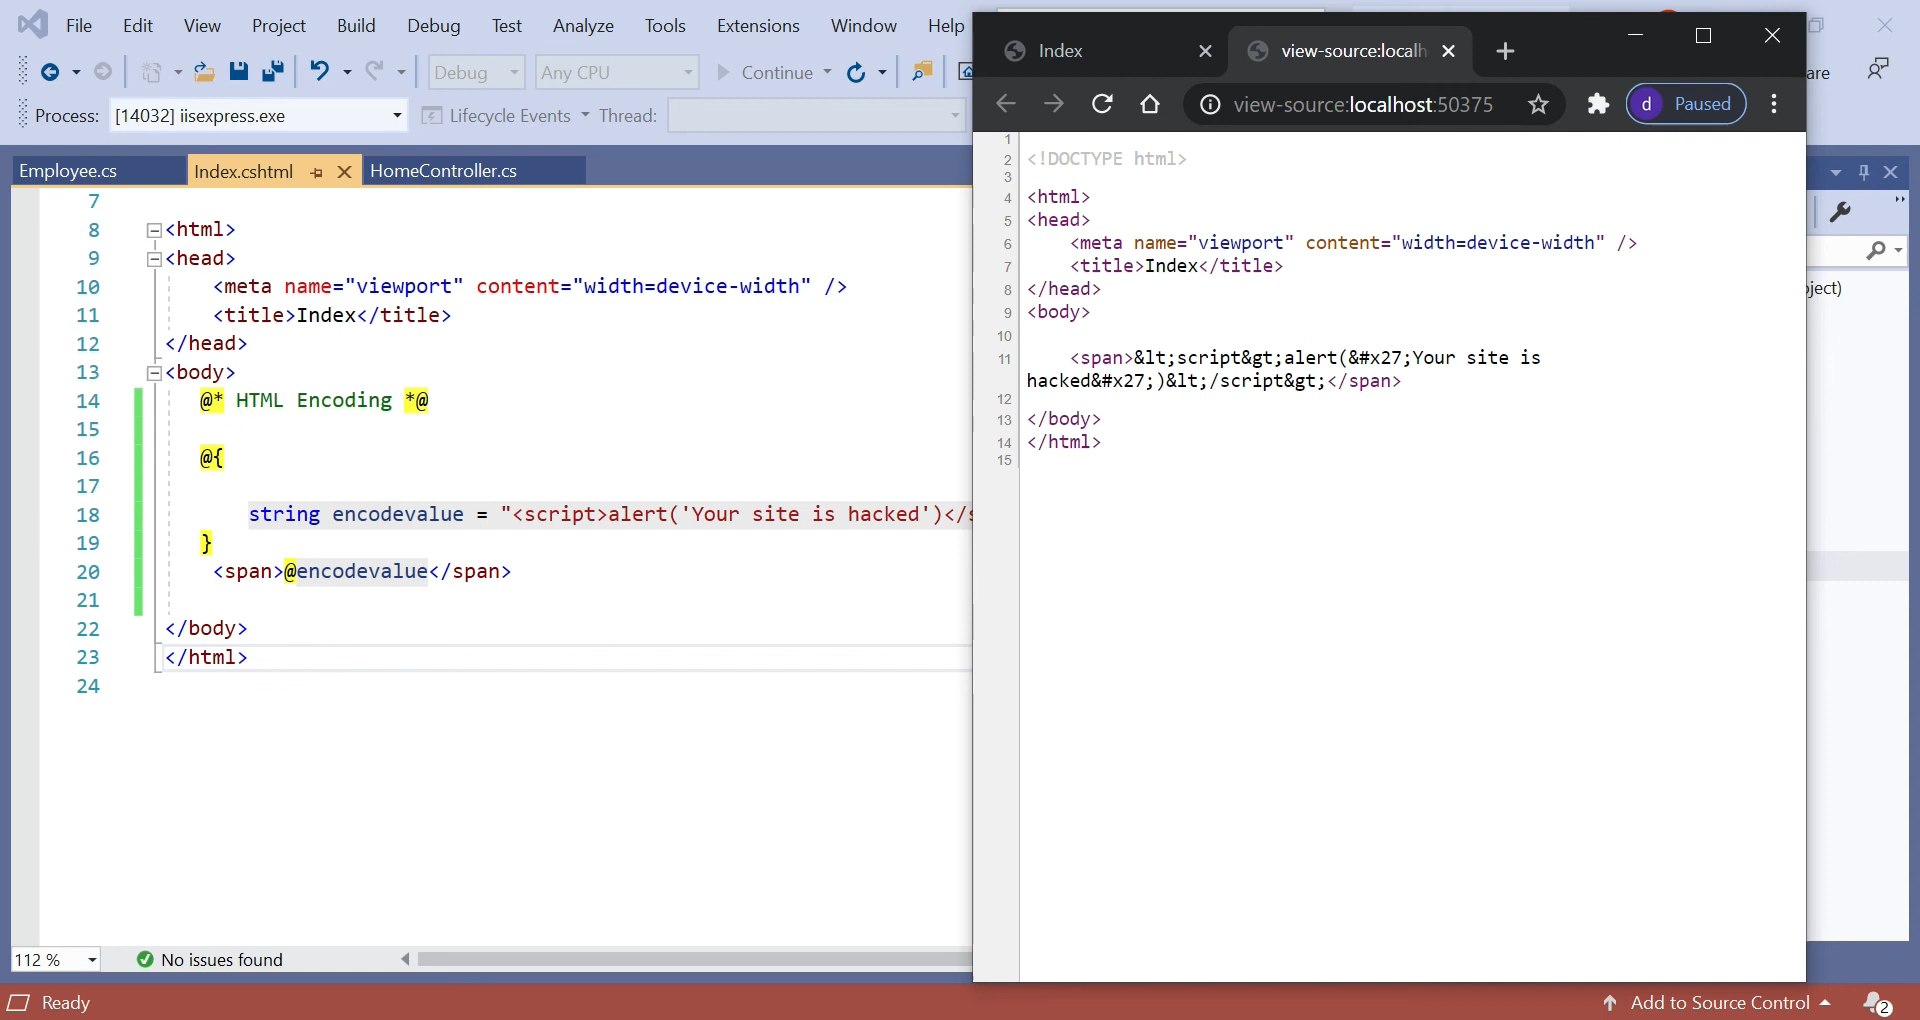 File Edit View Project Build Debug Test Analyze Tools Extensions Window Help
Debug Any CPU Continue
Process: [14032] iisexpress.exe Lifecycle Events Thread:
Employee.cs Index.cshtml HomeController.cs
7
8 <html>
9 <head>
10 <meta name="viewport" content="width=device-width" />
11 <title>Index</title>
12 </head>
13 <body>
14 @* HTML Encoding *@
15
16 @{
17
18 string encodevalue = "<script>alert('Your site is hacked')</s
19 }
20 <span>@encodevalue</span>
21
22 </body>
23 </html>
24
112 % No issues found
Ready
Index view-source:localh
view-source:localhost:50375 d Paused
1
2 <!DOCTYPE html>
3
4 <html>
5 <head>
6 <meta name="viewport" content="width=device-width" />
7 <title>Index</title>
8 </head>
9 <body>
10
11 <span>&lt;script&gt;alert(&#x27;Your site is
hacked&#x27;)&lt;/script&gt;</span>
12
13 </body>
14 </html>
15
are
ject)
Add to Source Control 2